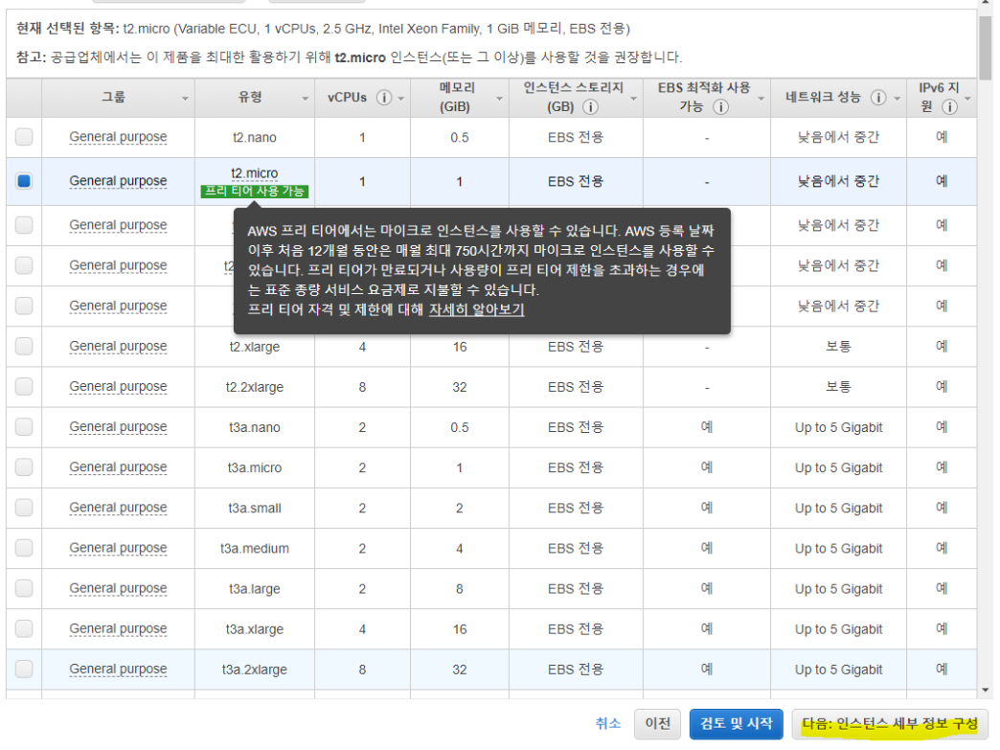 현재 선택된 항목: t2.micro (Variable ECU, 1 vCPUs, 2.5 GHz, Intel Xeon Family, 1 GiB 메모리, EBS 전용)
참고: 공급업체에서는 이 제품을 최대한 활용하기 위해 t2.micro 인스턴스(또는 그 이상)를 사용할 것을 권장합니다.
그룹 유형 vCPUs 메모리 (GiB) 인스턴스 스토리지 (GB) EBS 최적화 사용 가능 네트워크 성능 IPv6 지원
General purpose t2.nano 1 0.5 EBS 전용 - 낮음에서 중간 예
General purpose t2.micro 1 1 EBS 전용 - 낮음에서 중간 예
프리 티어 사용 가능
General purpose 낮음에서 중간 예
General purpose 낮음에서 중간 예
General purpose 낮음에서 중간 예
AWS 프리 티어에서는 마이크로 인스턴스를 사용할 수 있습니다. AWS 등록 날짜
이후 처음 12개월 동안은 매월 최대 750시간까지 마이크로 인스턴스를 사용할 수
있습니다. 프리 티어가 만료되거나 사용량이 프리 티어 제한을 초과하는 경우에
는 표준 종량 서비스 요금제로 지불할 수 있습니다.
프리 티어 자격 및 제한에 대해 자세히 알아보기
General purpose t2.xlarge 4 16 EBS 전용 - 보통 예
General purpose t2.2xlarge 8 32 EBS 전용 - 보통 예
General purpose t3a.nano 2 0.5 EBS 전용 예 Up to 5 Gigabit 예
General purpose t3a.micro 2 1 EBS 전용 예 Up to 5 Gigabit 예
General purpose t3a.small 2 2 EBS 전용 예 Up to 5 Gigabit 예
General purpose t3a.medium 2 4 EBS 전용 예 Up to 5 Gigabit 예
General purpose t3a.large 2 8 EBS 전용 예 Up to 5 Gigabit 예
General purpose t3a.xlarge 4 16 EBS 전용 예 Up to 5 Gigabit 예
General purpose t3a.2xlarge 8 32 EBS 전용 예 Up to 5 Gigabit 예
취소 이전 검토 및 시작 다음: 인스턴스 세부 정보 구성